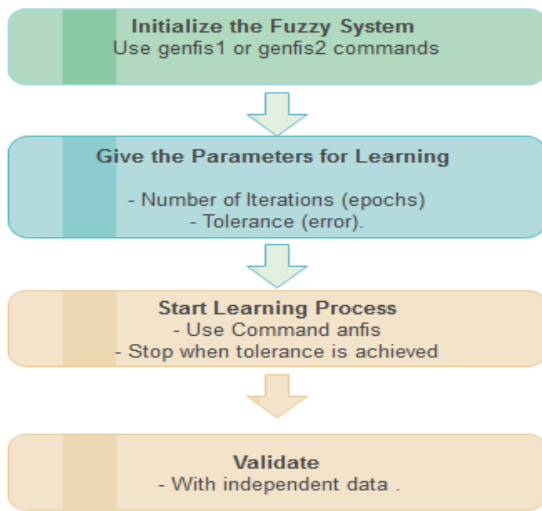 Initialize the Fuzzy System
Use genfis1 or genfis2 commands
Give the Parameters for Learning
- Number of Iterations (epochs)
- Tolerance (error).
Start Learning Process
- Use Command anfis
- Stop when tolerance is achieved
Validate
- With independent data .